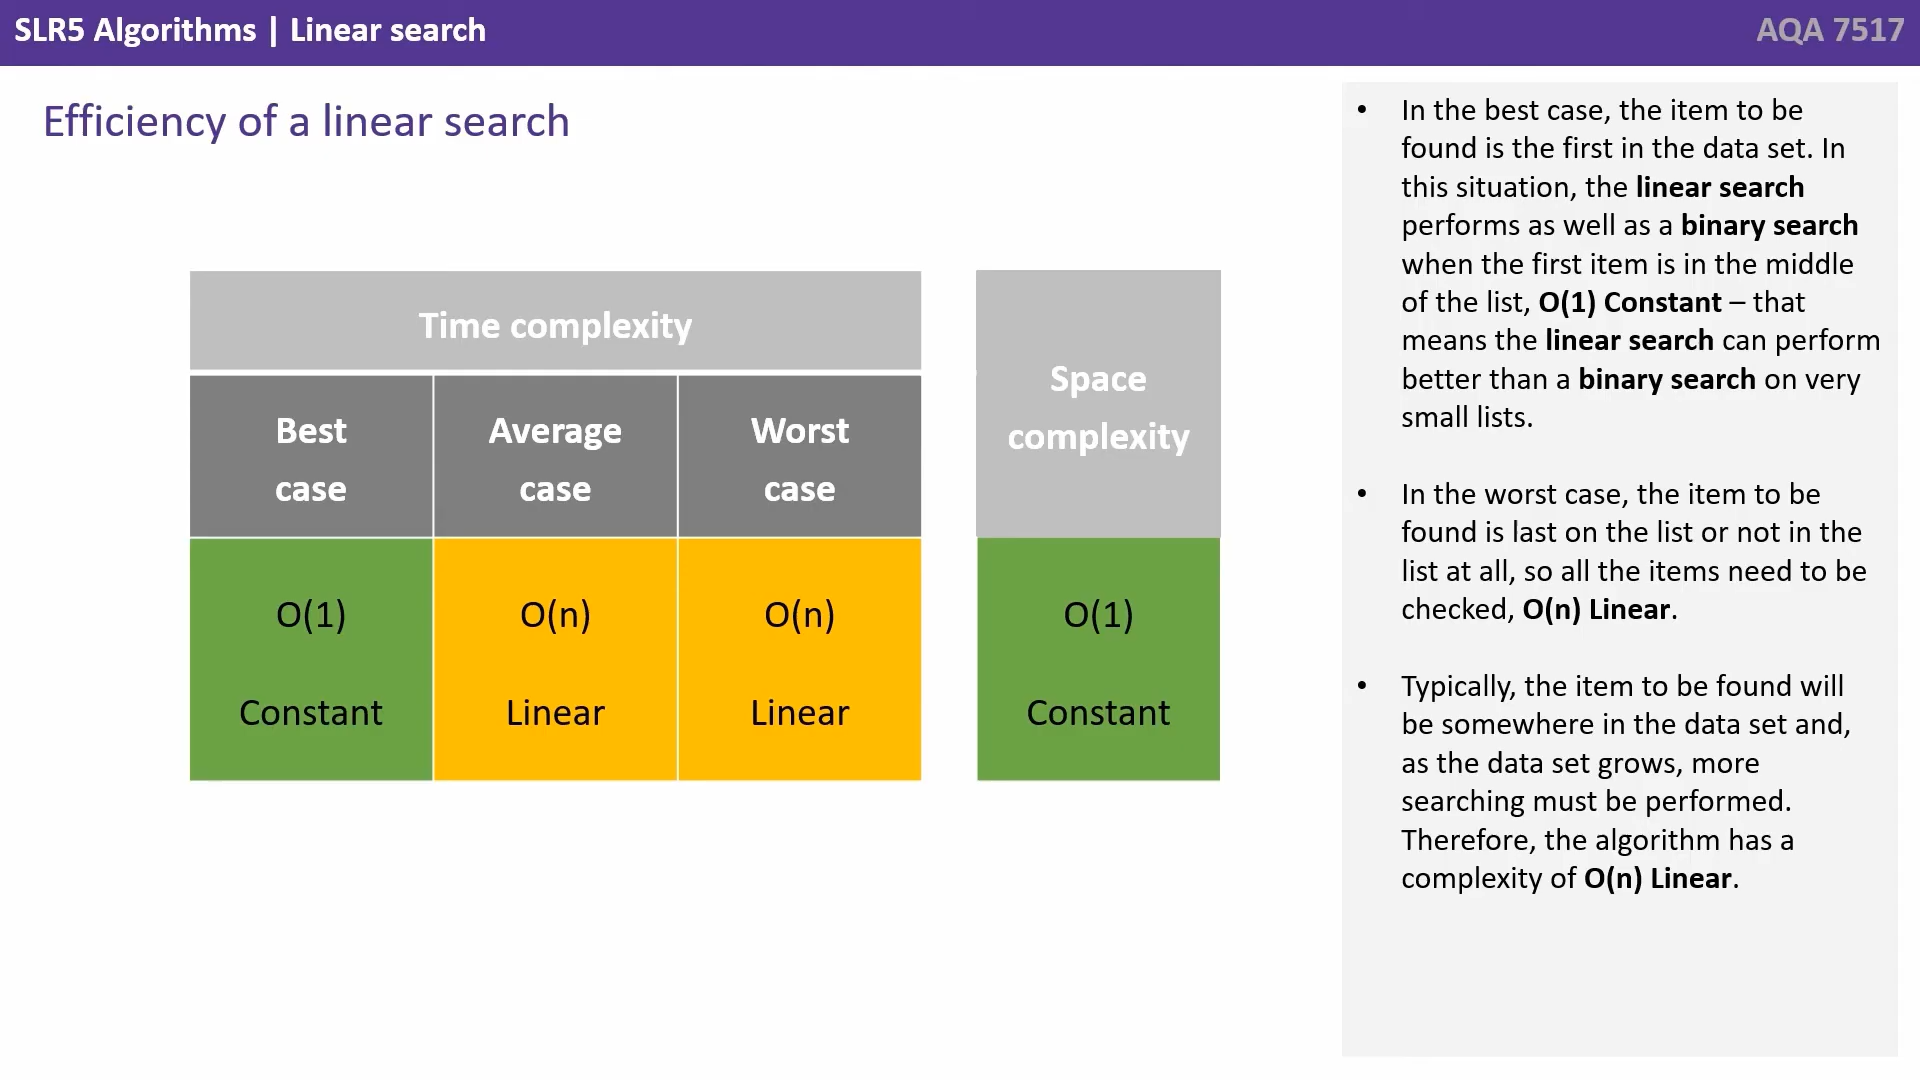 SLR5 Algorithms | Linear search
AQA 7517
Efficiency of a linear search
Time complexity
Best
case
Average
case
Worst
case
O(1)
Constant
O(n)
Linear
O(n)
Linear
Space
complexity
O(1)
Constant
• In the best case, the item to be
found is the first in the data set. In
this situation, the linear search
performs as well as a binary search
when the first item is in the middle
of the list, O(1) Constant – that
means the linear search can perform
better than a binary search on very
small lists.
• In the worst case, the item to be
found is last on the list or not in the
list at all, so all the items need to be
checked, O(n) Linear.
• Typically, the item to be found will
be somewhere in the data set and,
as the data set grows, more
searching must be performed.
Therefore, the algorithm has a
complexity of O(n) Linear.